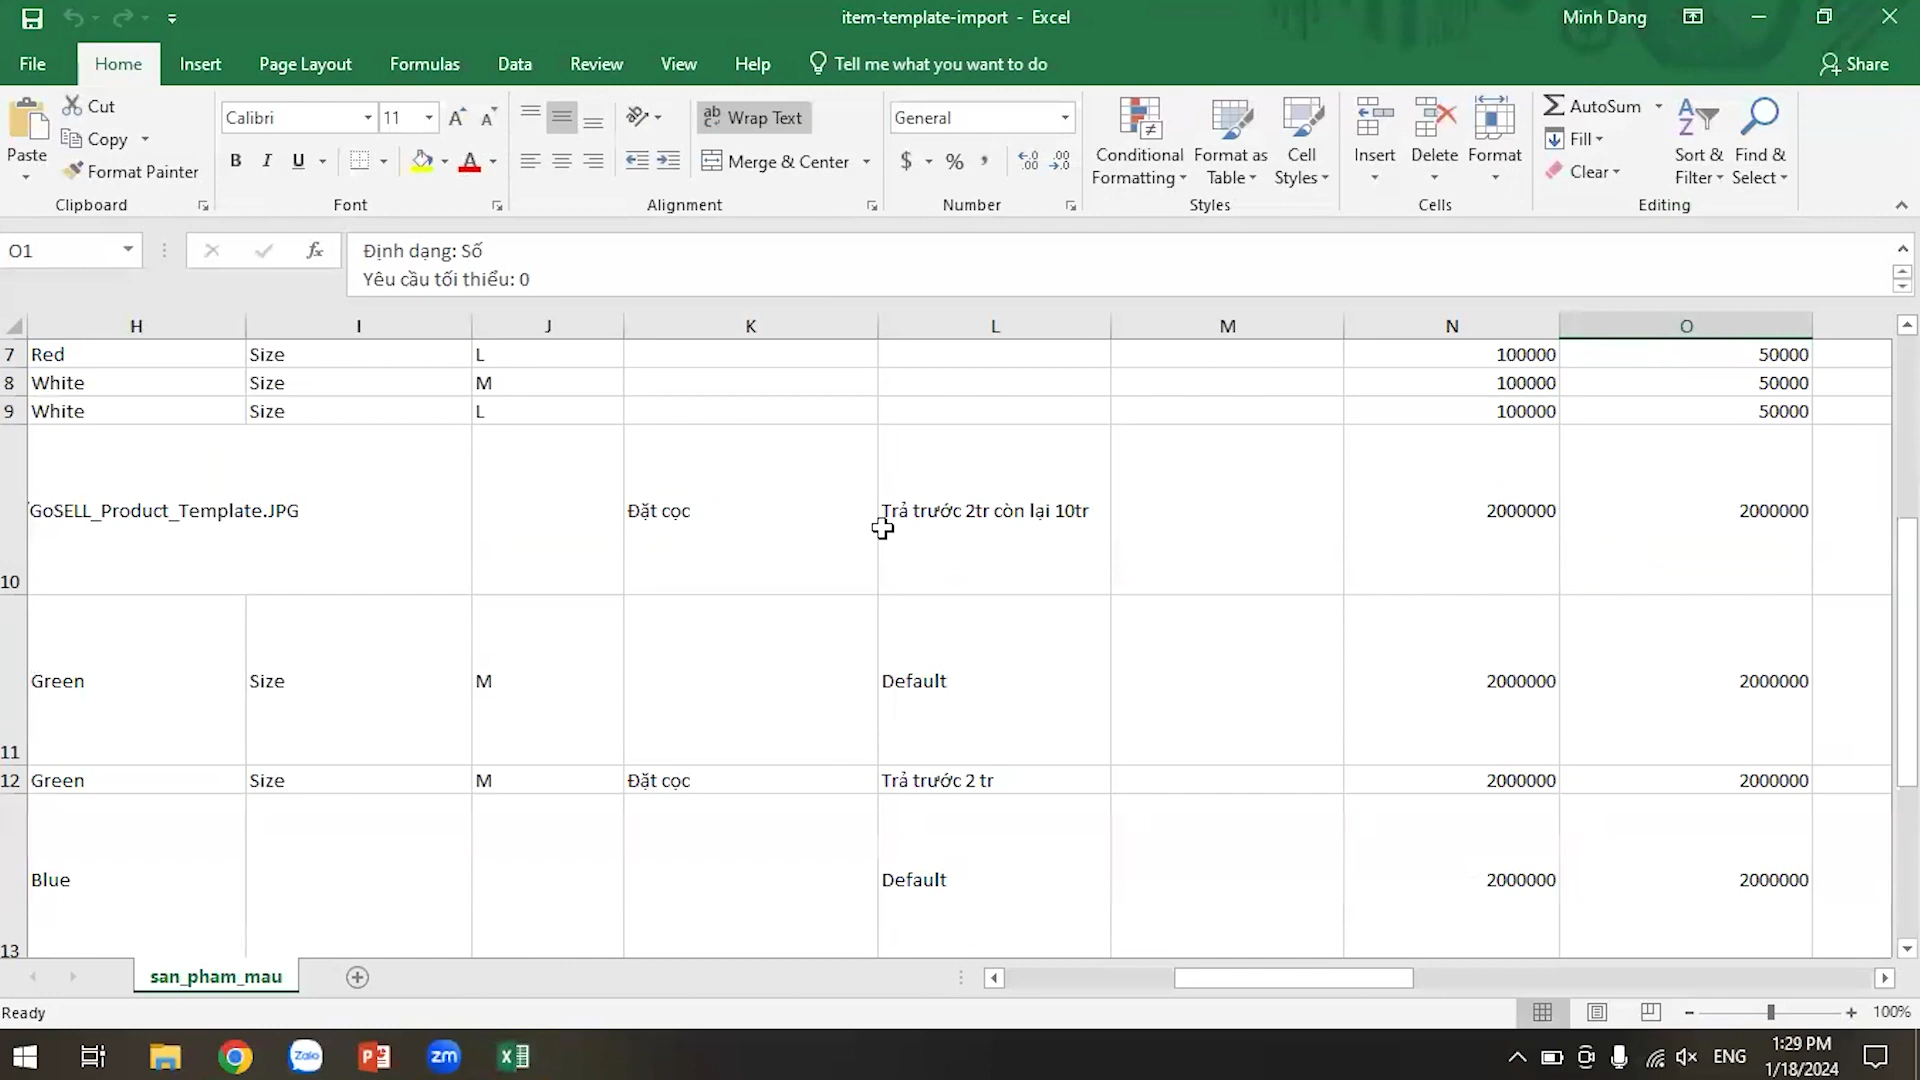 item-template-import - Excel
Minh Dang
File Home Insert Page Layout Formulas Data Review View Help Tell me what you want to do Share
Paste
Cut
Copy
Format Painter
Clipboard
Calibri 11
B I U
Font
Wrap Text
Merge & Center
Alignment
General
$ % ,
Number
Conditional Formatting
Format as Table
Cell Styles
Styles
Insert Delete Format
Cells
AutoSum
Fill
Clear
Sort & Filter
Find & Select
Editing
O1
fx
Định dạng: Số
Yêu cầu tối thiểu: 0
H I J K L M N O
7 Red Size L 100000 50000
8 White Size M 100000 50000
9 White Size L 100000 50000
10 /GoSELL_Product_Template.JPG Đặt cọc Trả trước 2tr còn lại 10tr 2000000 2000000
11 Green Size M Default 2000000 2000000
12 Green Size M Đặt cọc Trả trước 2 tr 2000000 2000000
13 Blue Default 2000000 2000000
san_pham_mau
Ready
100%
Zalo
zm
ENG
1:29 PM
1/18/2024